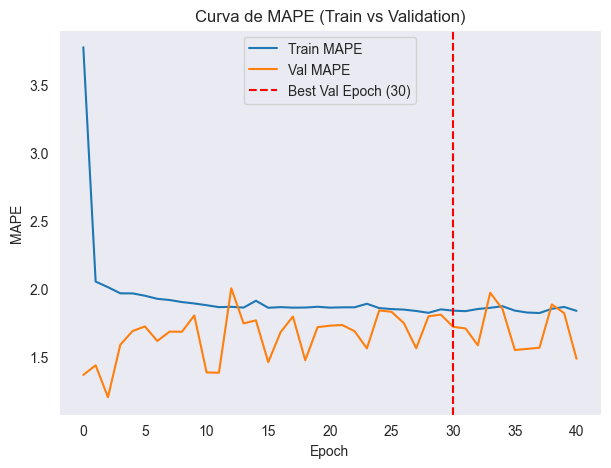 Curva de MAPE (Train vs Validation)
Train MAPE
Val MAPE
Best Val Epoch (30)
MAPE
3.5
3.0
2.5
2.0
1.5
0 5 10 15 20 25 30 35 40
Epoch